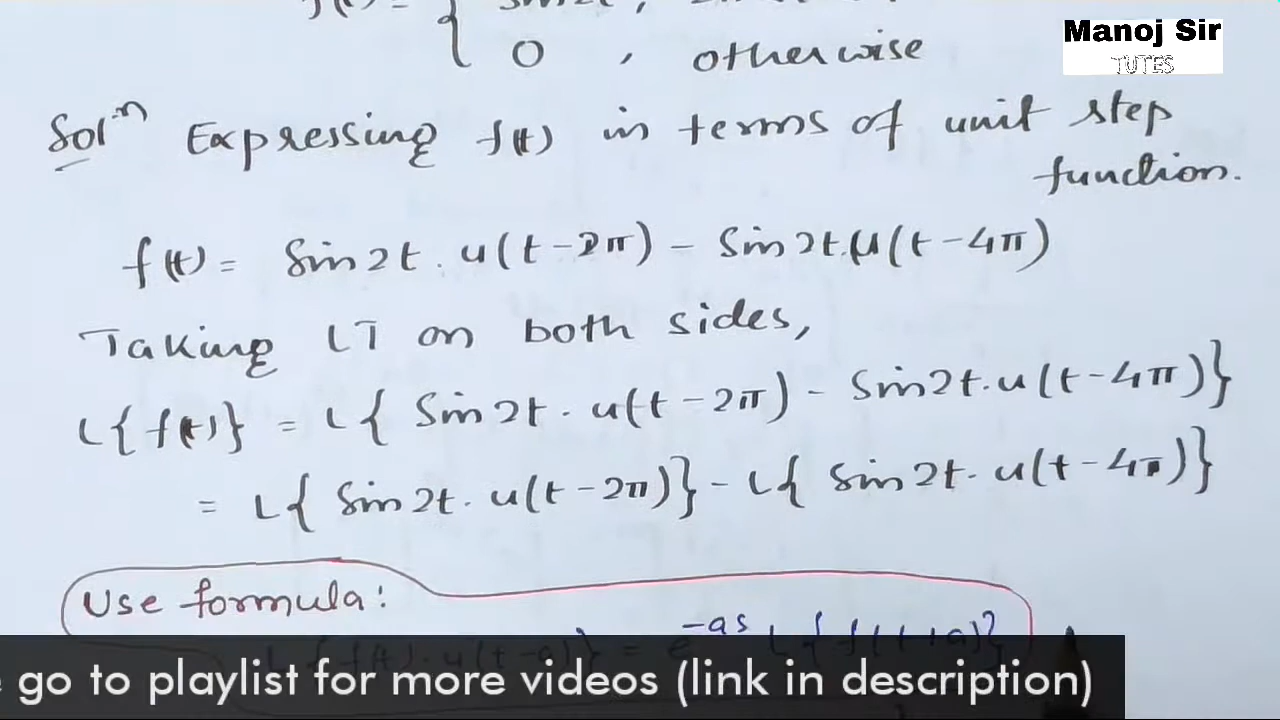 0 , otherwise
Manoj Sir
TUTES
Solⁿ Expressing f(t) in terms of unit step
function.
f(t) = Sin2t . u(t-2π) - Sin2t.u(t-4π)
Taking LT on both sides,
L{f(t)} = L{ Sin2t . u(t-2π) - Sin2t.u(t-4π)}
= L{ Sin2t. u(t-2π)} - L{ Sin2t. u(t-4π)}
Use formula:
L{f(t).u(t-a)} = e^-as L{f(t+a)}
go to playlist for more videos (link in description)